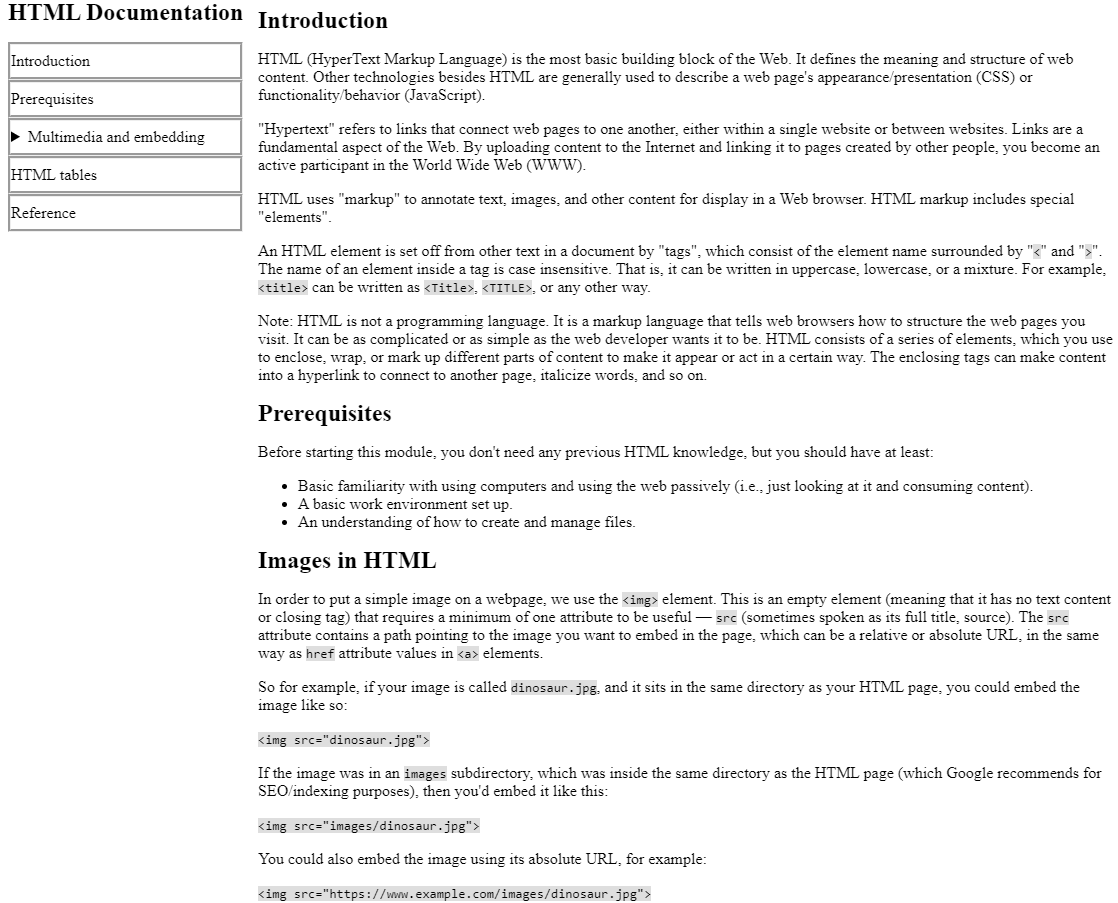 HTML Documentation
Introduction
Prerequisites
Multimedia and embedding
HTML tables
Reference
Introduction
HTML (HyperText Markup Language) is the most basic building block of the Web. It defines the meaning and structure of web
content. Other technologies besides HTML are generally used to describe a web page's appearance/presentation (CSS) or
functionality/behavior (JavaScript).
"Hypertext" refers to links that connect web pages to one another, either within a single website or between websites. Links are a
fundamental aspect of the Web. By uploading content to the Internet and linking it to pages created by other people, you become an
active participant in the World Wide Web (WWW).
HTML uses "markup" to annotate text, images, and other content for display in a Web browser. HTML markup includes special
"elements".
An HTML element is set off from other text in a document by "tags", which consist of the element name surrounded by "<" and ">".
The name of an element inside a tag is case insensitive. That is, it can be written in uppercase, lowercase, or a mixture. For example,
<title> can be written as <Title>, <TITLE>, or any other way.
Note: HTML is not a programming language. It is a markup language that tells web browsers how to structure the web pages you
visit. It can be as complicated or as simple as the web developer wants it to be. HTML consists of a series of elements, which you use
to enclose, wrap, or mark up different parts of content to make it appear or act in a certain way. The enclosing tags can make content
into a hyperlink to connect to another page, italicize words, and so on.
Prerequisites
Before starting this module, you don't need any previous HTML knowledge, but you should have at least:
• Basic familiarity with using computers and using the web passively (i.e., just looking at it and consuming content).
• A basic work environment set up.
• An understanding of how to create and manage files.
Images in HTML
In order to put a simple image on a webpage, we use the <img> element. This is an empty element (meaning that it has no text content
or closing tag) that requires a minimum of one attribute to be useful — src (sometimes spoken as its full title, source). The src
attribute contains a path pointing to the image you want to embed in the page, which can be a relative or absolute URL, in the same
way as href attribute values in <a> elements.
So for example, if your image is called dinosaur.jpg, and it sits in the same directory as your HTML page, you could embed the
image like so:
<img src="dinosaur.jpg">
If the image was in an images subdirectory, which was inside the same directory as the HTML page (which Google recommends for
SEO/indexing purposes), then you'd embed it like this:
<img src="images/dinosaur.jpg">
You could also embed the image using its absolute URL, for example:
<img src="https://www.example.com/images/dinosaur.jpg">